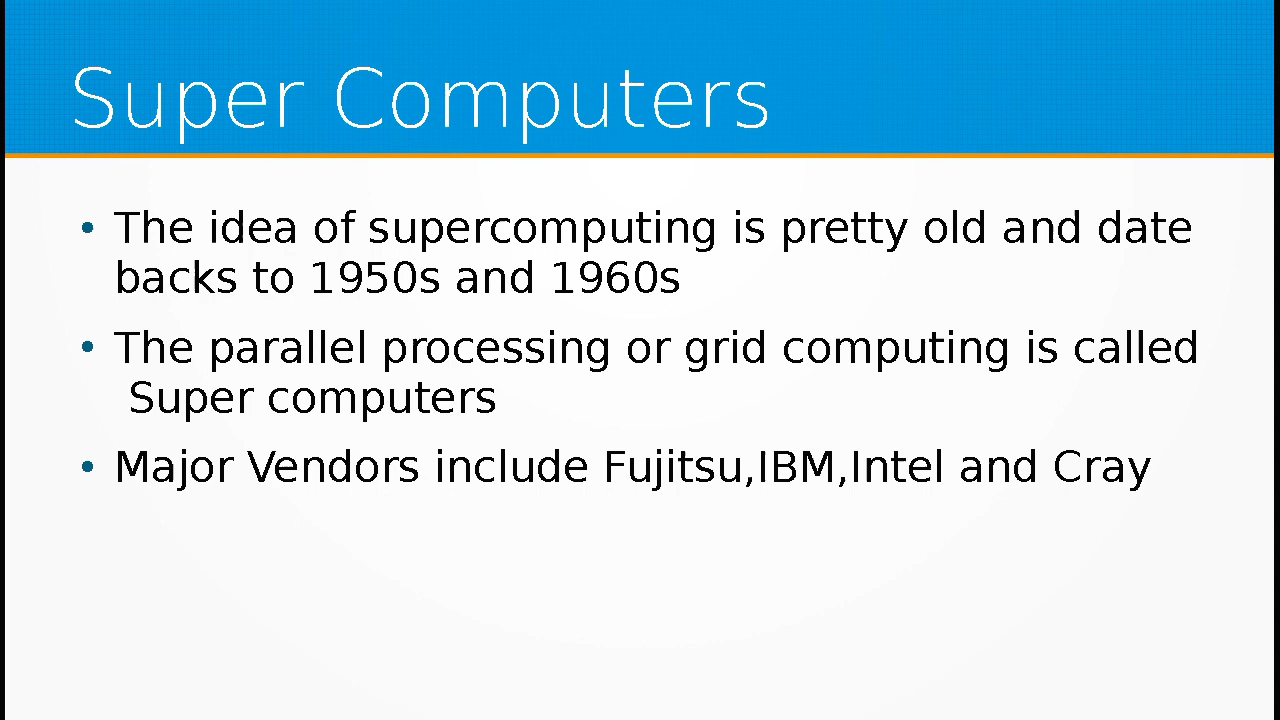 Super Computers
The idea of supercomputing is pretty old and date
backs to 1950s and 1960s
The parallel processing or grid computing is called
Super computers
Major Vendors include Fujitsu,IBM,Intel and Cray